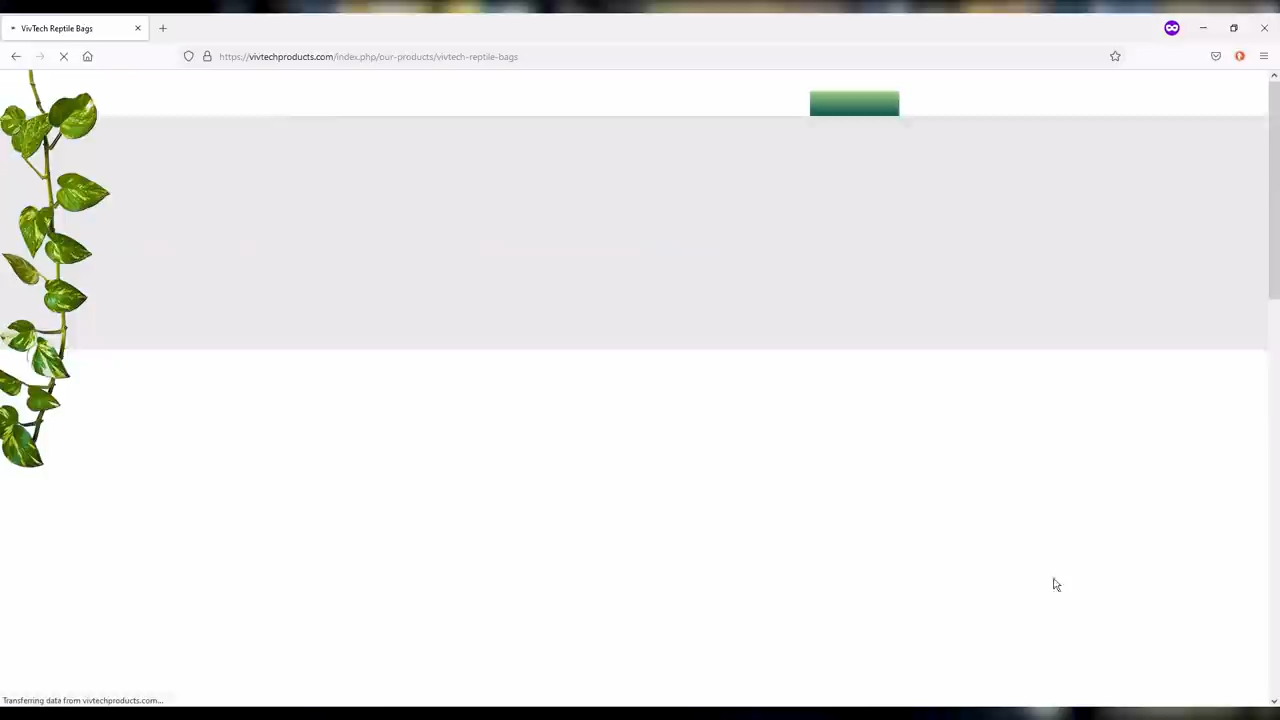 VivTech Reptile Bags
https://vivtechproducts.com/index.php/our-products/vivtech-reptile-bags
Transferring data from vivtechproducts.com...